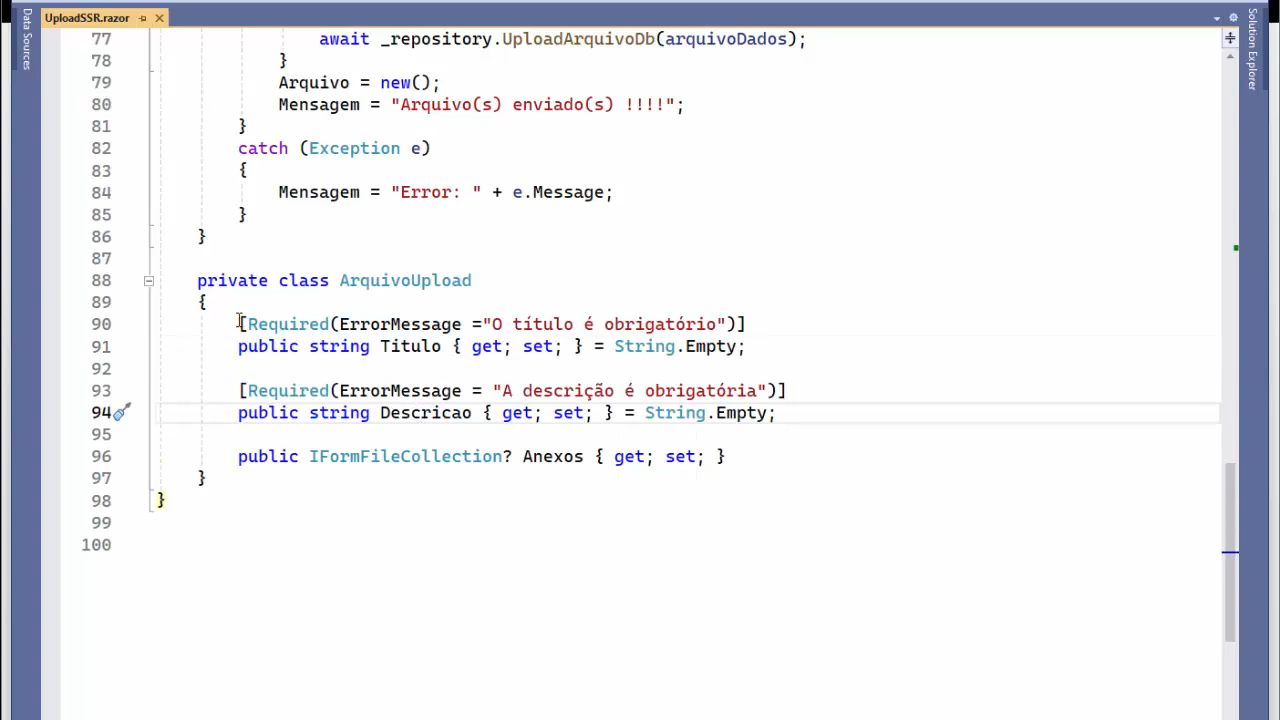 UploadSSR.razor
Data Sources
Solution Explorer
77 await _repository.UploadArquivoDb(arquivoDados);
78 }
79 Arquivo = new();
80 Mensagem = "Arquivo(s) enviado(s) !!!!";
81 }
82 catch (Exception e)
83 {
84 Mensagem = "Error: " + e.Message;
85 }
86 }
87
88 private class ArquivoUpload
89 {
90 [Required(ErrorMessage ="O título é obrigatório")]
91 public string Titulo { get; set; } = String.Empty;
92
93 [Required(ErrorMessage = "A descrição é obrigatória")]
94 public string Descricao { get; set; } = String.Empty;
95
96 public IFormFileCollection? Anexos { get; set; }
97 }
98 }
99
100